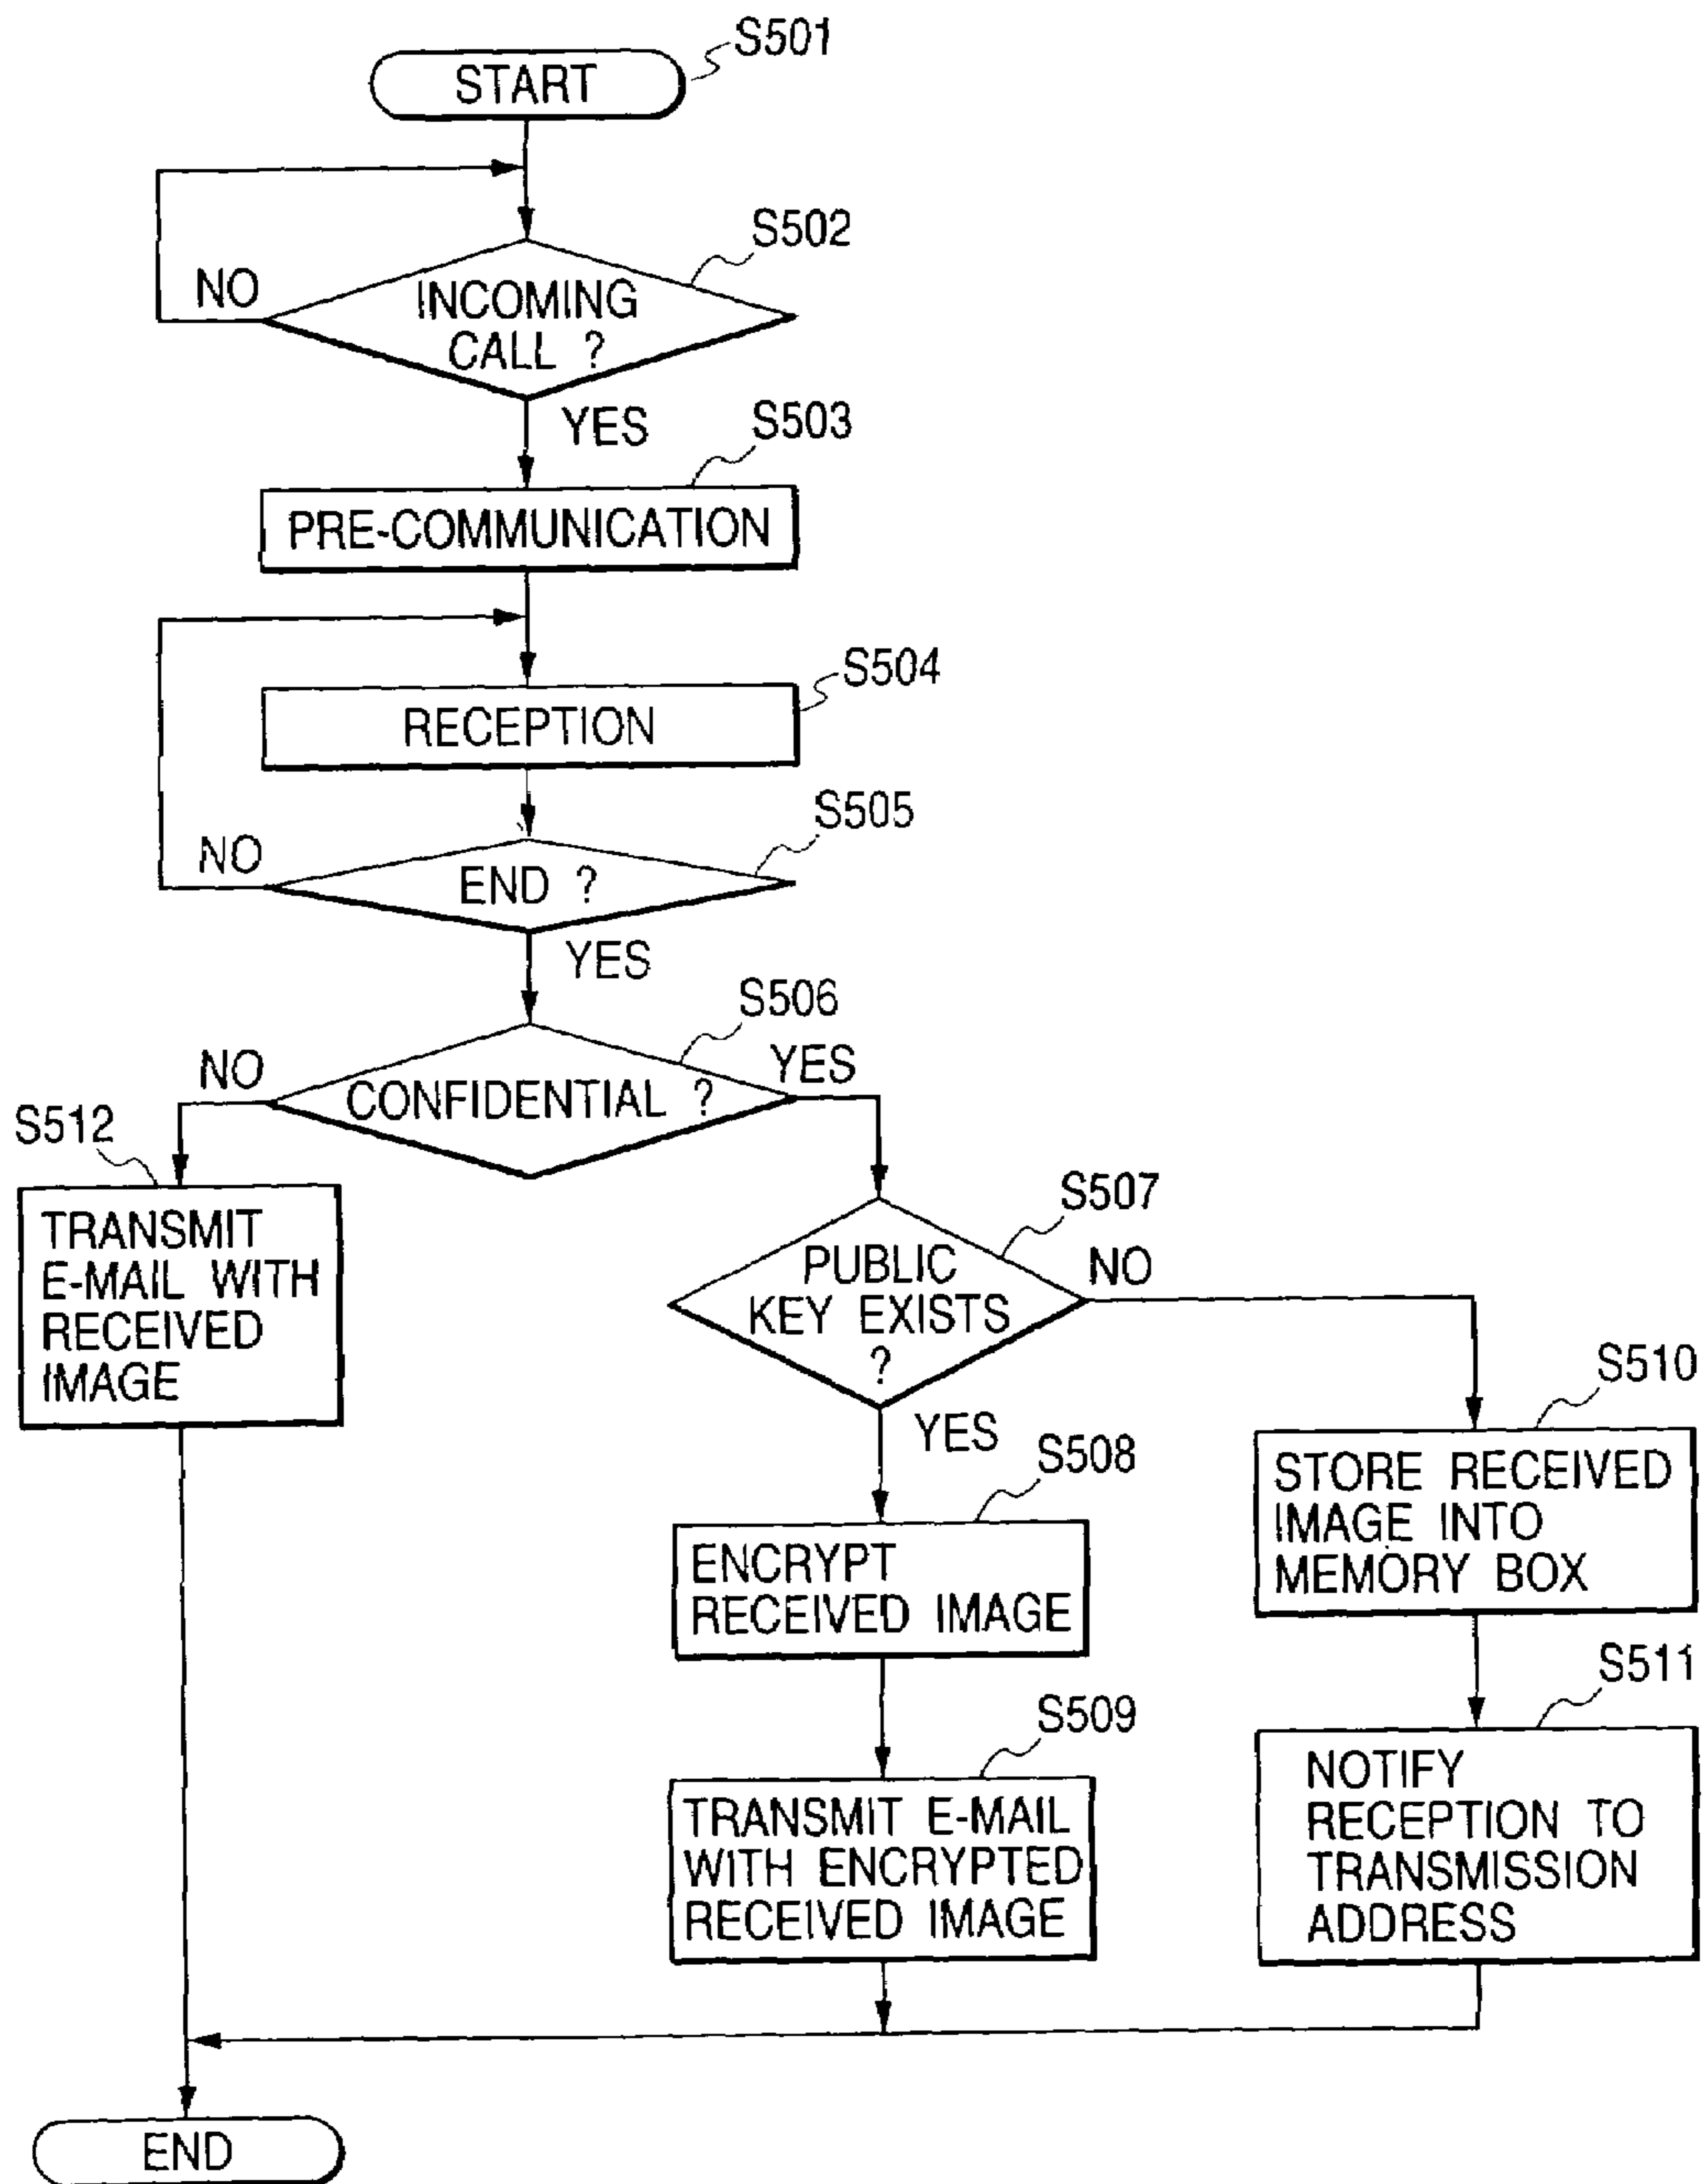 S501
START
S502
NO
INCOMING
CALL ?
YES
S503
PRE-COMMUNICATION
S504
RECEPTION
S505
NO
END ?
YES
S506
NO
YES
CONFIDENTIAL ?
S512
TRANSMIT
E-MAIL WITH
RECEIVED
IMAGE
S507
PUBLIC
KEY EXISTS
?
NO
YES
S510
STORE RECEIVED
IMAGE INTO
MEMORY BOX
S508
ENCRYPT
RECEIVED IMAGE
S511
NOTIFY
RECEPTION TO
TRANSMISSION
ADDRESS
S509
TRANSMIT E-MAIL
WITH ENCRYPTED
RECEIVED IMAGE
END